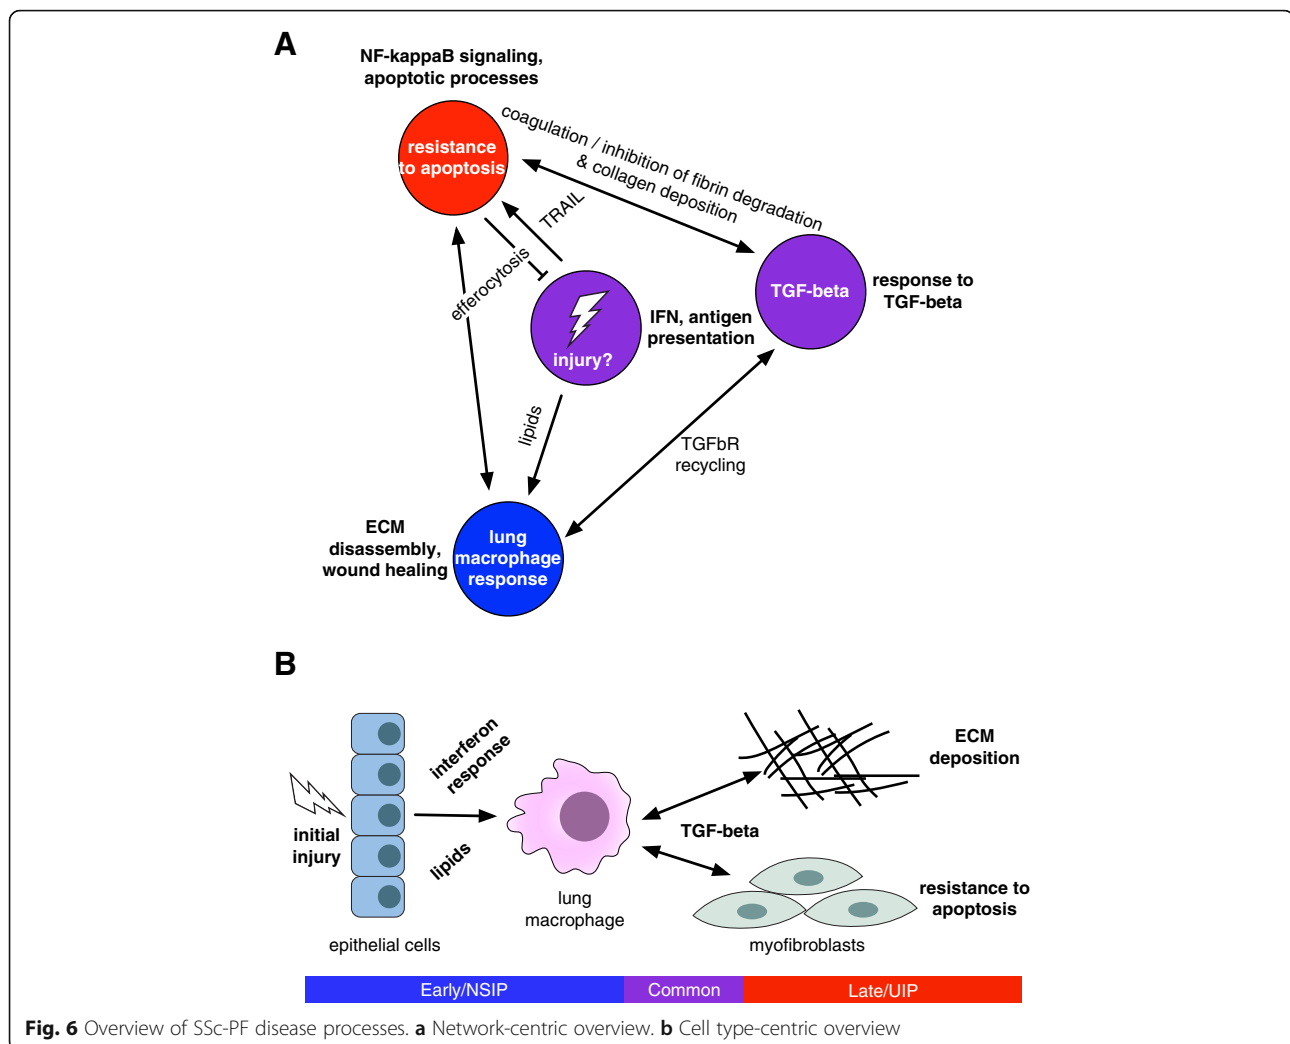 A
NF-kappaB signaling,
apoptotic processes
resistance
to apoptosis
coagulation / inhibition of fibrin degradation
& collagen deposition
TRAIL
efferocytosis
TGF-beta
response to
TGF-beta
injury?
IFN, antigen
presentation
lipids
TGFbR
recycling
ECM
disassembly,
wound healing
lung
macrophage
response
B
initial
injury
epithelial cells
interferon
response
lipids
lung
macrophage
TGF-beta
ECM
deposition
resistance to
apoptosis
myofibroblasts
Early/NSIP
Common
Late/UIP
Fig. 6 Overview of SSc-PF disease processes. a Network-centric overview. b Cell type-centric overview